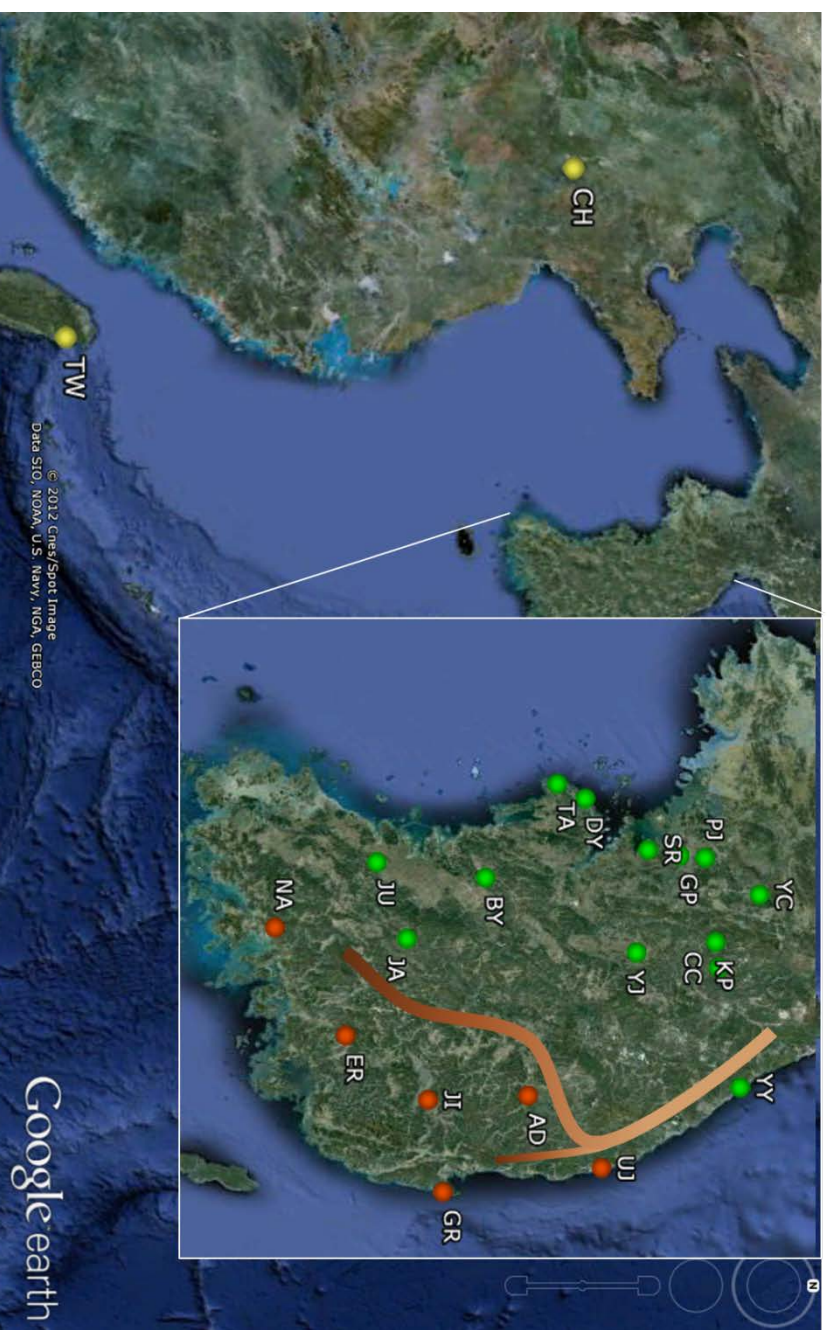 CH
TW
© 2012 Cnes/Spot Image
Data SIO, NOAA, U.S. Navy, NGA, GEBCO
YC
PJ
GP
SR
KP
CC
YJ
DY
TA
YY
BY
JU
JA
NA
ER
JI
AD
UJ
GR
N
Google earth